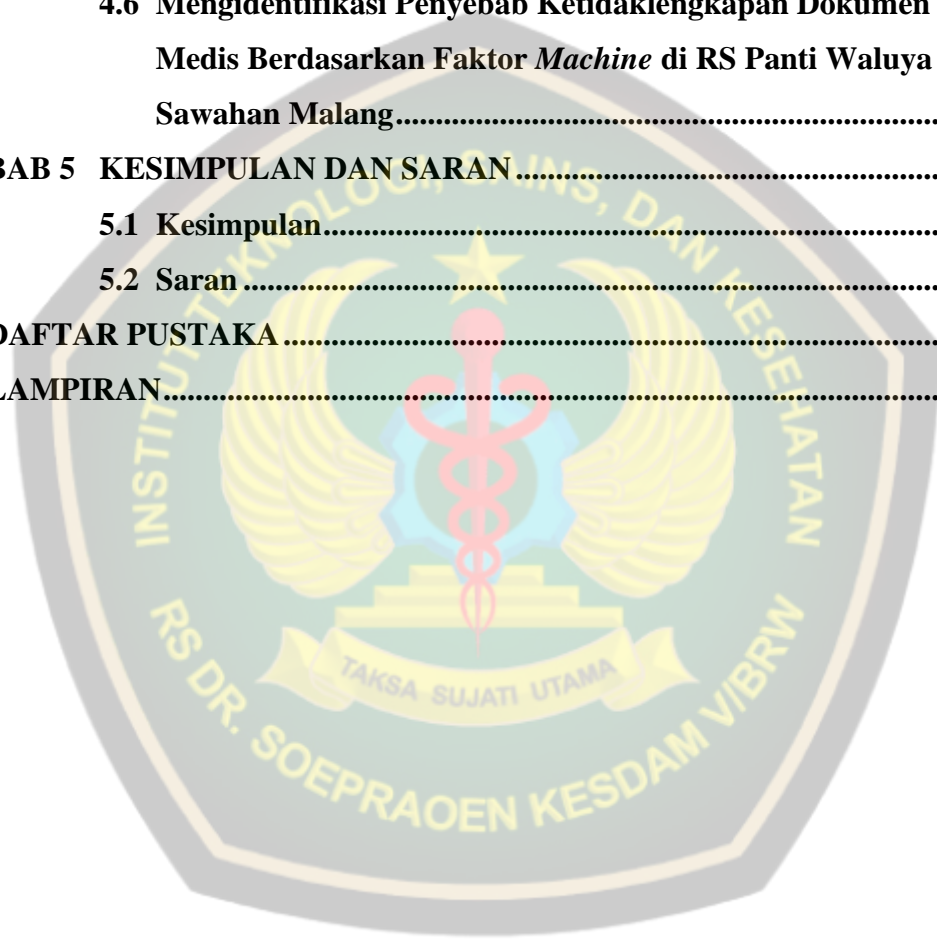 4.6 Mengidentifikasi Penyebab Ketidaklengkapan Dokumen
Medis Berdasarkan Faktor Machine di RS Panti Waluya
Sawahan Malang................................................................
BAB 5 KESIMPULAN DAN SARAN................................................
5.1 Kesimpulan................................................................
5.2 Saran................................................................
DAFTAR PUSTAKA................................................................
LAMPIRAN................................................................
INSTITUT TEKNOLOGI, SAINS, DAN KESEHATAN
TAKSA SUJATI UTAMA
RS DR. SOEPRAOEN KESDAM V/BRW